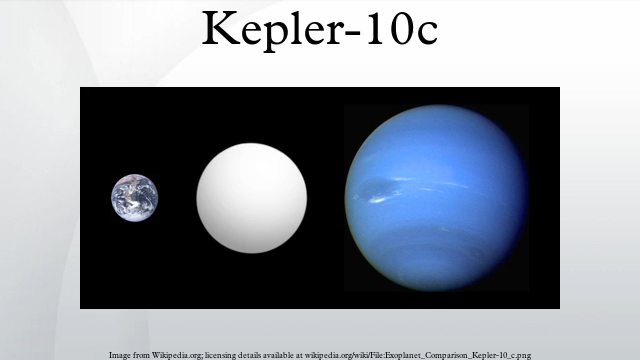 Kepler-10c
Image from Wikipedia.org; licensing details available at wikipedia.org/wiki/File:Exoplanet_Comparison_Kepler-10_c.png